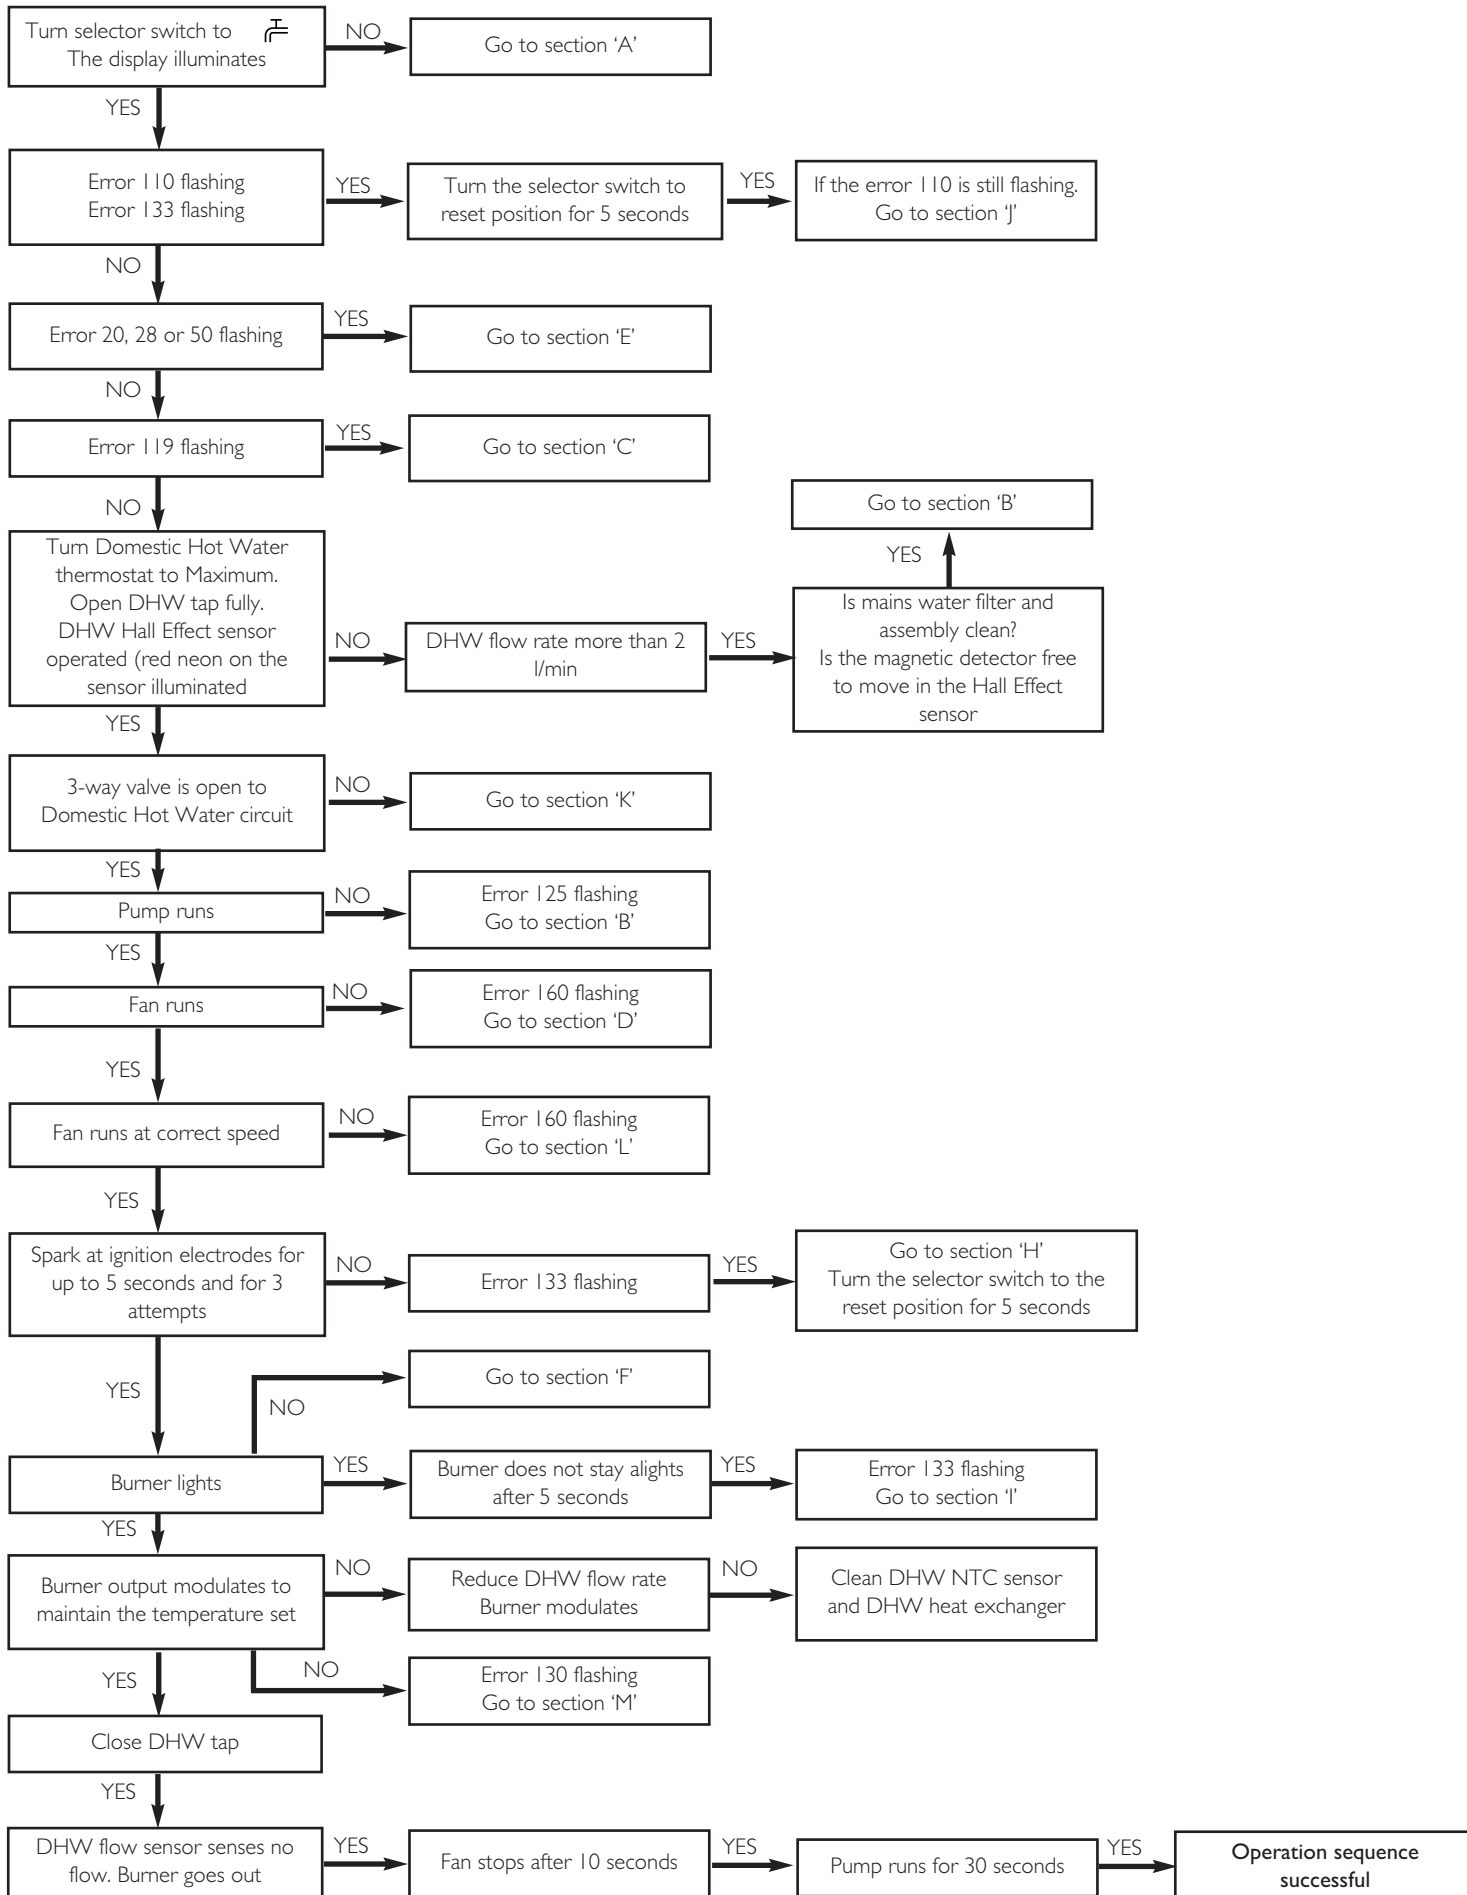 Turn selector switch to
The display illuminates
NO
Go to section ‘A’
YES
Error 110 flashing
Error 133 flashing
YES
Turn the selector switch to
reset position for 5 seconds
YES
If the error 110 is still flashing.
Go to section ‘J’
NO
Error 20, 28 or 50 flashing
YES
Go to section ‘E’
NO
Error 119 flashing
YES
Go to section ‘C’
NO
Turn Domestic Hot Water
thermostat to Maximum.
Open DHW tap fully.
DHW Hall Effect sensor
operated (red neon on the
sensor illuminated
NO
DHW flow rate more than 2
l/min
YES
Is mains water filter and
assembly clean?
Is the magnetic detector free
to move in the Hall Effect
sensor
YES
Go to section ‘B’
YES
3-way valve is open to
Domestic Hot Water circuit
NO
Go to section ‘K’
YES
Pump runs
NO
Error 125 flashing
Go to section ‘B’
YES
Fan runs
NO
Error 160 flashing
Go to section ‘D’
YES
Fan runs at correct speed
NO
Error 160 flashing
Go to section ‘L’
YES
Spark at ignition electrodes for
up to 5 seconds and for 3
attempts
NO
Error 133 flashing
YES
Go to section ‘H’
Turn the selector switch to the
reset position for 5 seconds
YES
NO
Go to section ‘F’
Burner lights
YES
Burner does not stay alights
after 5 seconds
YES
Error 133 flashing
Go to section ‘I’
YES
Burner output modulates to
maintain the temperature set
NO
Reduce DHW flow rate
Burner modulates
NO
Clean DHW NTC sensor
and DHW heat exchanger
NO
Error 130 flashing
Go to section ‘M’
YES
Close DHW tap
YES
DHW flow sensor senses no
flow. Burner goes out
YES
Fan stops after 10 seconds
YES
Pump runs for 30 seconds
YES
Operation sequence
successful